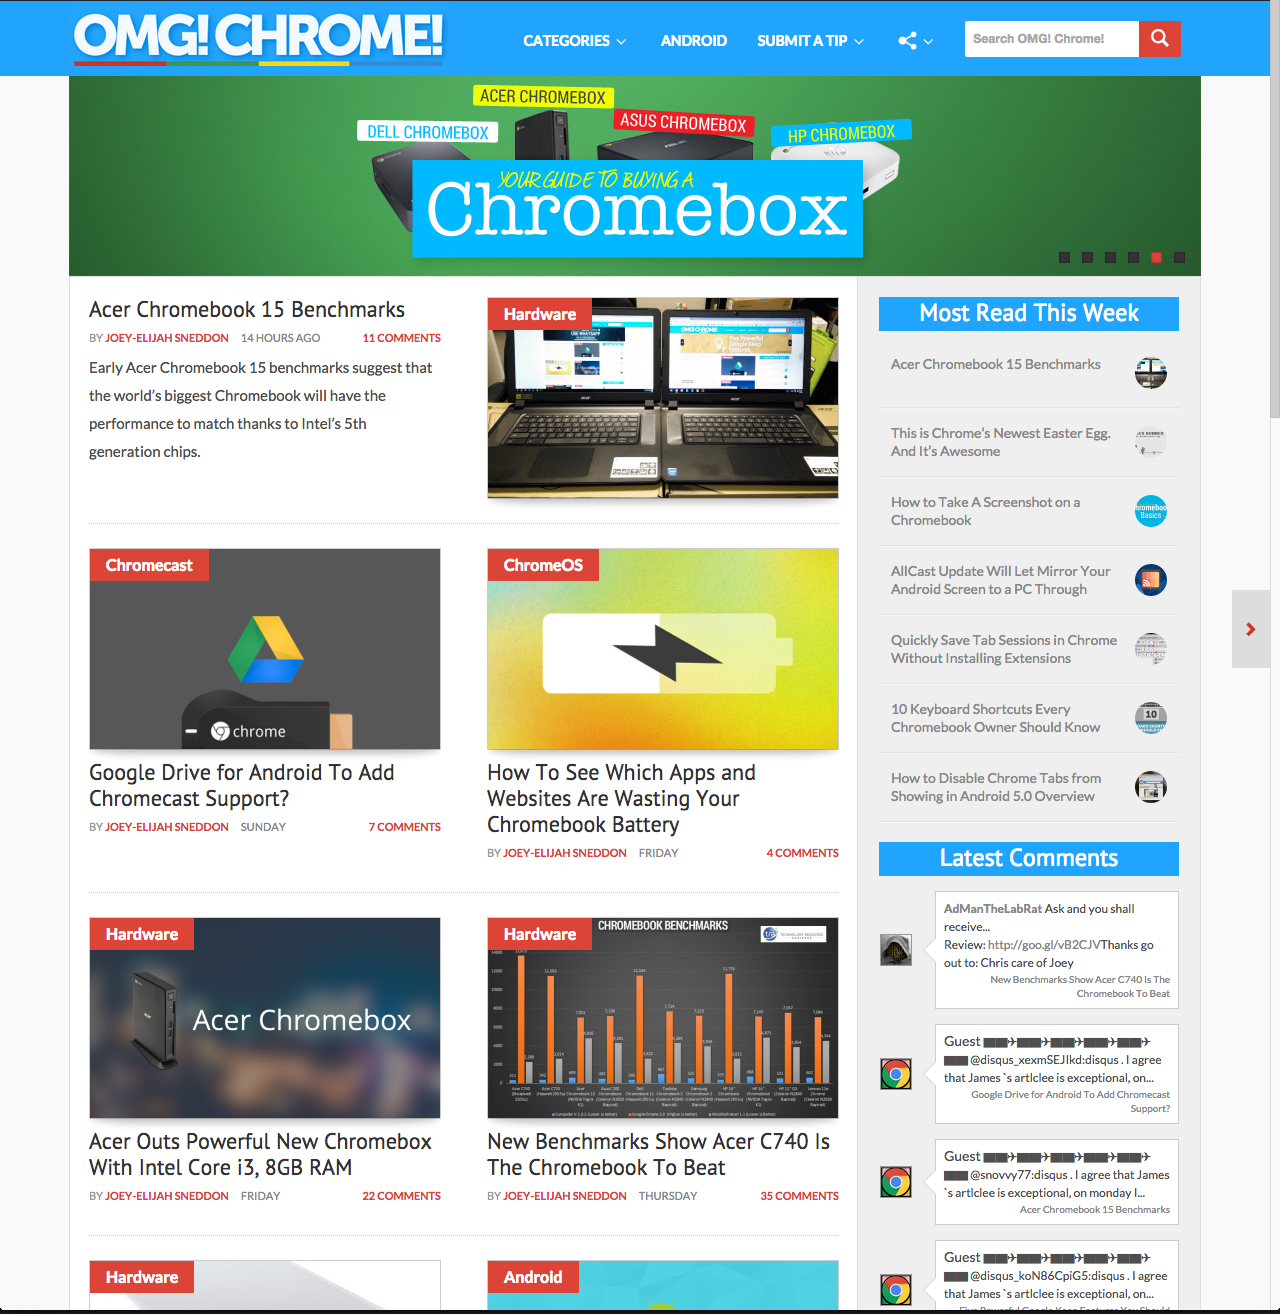 OMG! CHROME!
CATEGORIES
ANDROID
SUBMIT A TIP
Search OMG! Chrome!
ACER CHROMEBOX
DELL CHROMEBOX
ASUS CHROMEBOX
HP CHROMEBOX
YOUR GUIDE TO BUYING A
Chromebox
Acer Chromebook 15 Benchmarks
BY JOEY-ELIJAH SNEDDON 14 HOURS AGO 11 COMMENTS
Early Acer Chromebook 15 benchmarks suggest that
the world's biggest Chromebook will have the
performance to match thanks to Intel's 5th
generation chips.
Hardware
Chromecast
chrome
Google Drive for Android To Add
Chromecast Support?
BY JOEY-ELIJAH SNEDDON SUNDAY 7 COMMENTS
ChromeOS
How To See Which Apps and
Websites Are Wasting Your
Chromebook Battery
BY JOEY-ELIJAH SNEDDON FRIDAY 4 COMMENTS
Hardware
Acer Chromebox
Acer Outs Powerful New Chromebox
With Intel Core i3, 8GB RAM
BY JOEY-ELIJAH SNEDDON FRIDAY 22 COMMENTS
Hardware
CHROMEBOOK BENCHMARKS
New Benchmarks Show Acer C740 Is
The Chromebook To Beat
BY JOEY-ELIJAH SNEDDON THURSDAY 35 COMMENTS
Hardware
Android
Most Read This Week
Acer Chromebook 15 Benchmarks
This is Chrome's Newest Easter Egg.
And It's Awesome
How to Take A Screenshot on a
Chromebook
AllCast Update Will Let Mirror Your
Android Screen to a PC Through
Quickly Save Tab Sessions in Chrome
Without Installing Extensions
10 Keyboard Shortcuts Every
Chromebook Owner Should Know
How to Disable Chrome Tabs from
Showing in Android 5.0 Overview
Latest Comments
AdManTheLabRat Ask and you shall
receive...
Review: http://goo.gl/vB2CJVThanks go
out to: Chris care of Joey
New Benchmarks Show Acer C740 Is The
Chromebook To Beat
Guest ▇▆▅✈▇▆▅✈▇▆▅✈▇▆▅✈▇▆▅✈
▇▆▅ @disqus_xexmSEJIkd:disqus . I agree
that James `s artlclee is exceptional, on...
Google Drive for Android To Add Chromecast
Support?
Guest ▇▆▅✈▇▆▅✈▇▆▅✈▇▆▅✈▇▆▅✈
▇▆▅ @snovvy77:disqus . I agree that James
`s artlclee is exceptional, on monday I...
Acer Chromebook 15 Benchmarks
Guest ▇▆▅✈▇▆▅✈▇▆▅✈▇▆▅✈▇▆▅✈
▇▆▅ @disqus_koN86CpiG5:disqus . I agree
that James `s artlclee is exceptional, on...
Five Powerful Google Keep Features You Should